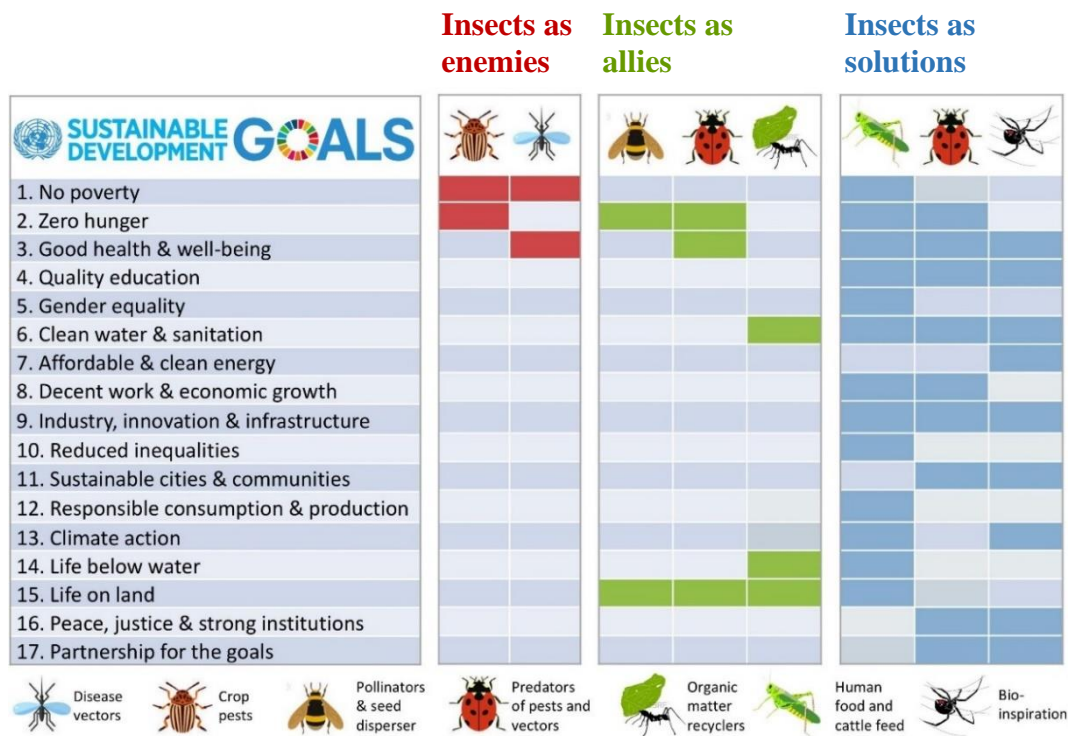 Insects as
enemies
Insects as
allies
Insects as
solutions
SUSTAINABLE
DEVELOPMENT
GOALS
1. No poverty
2. Zero hunger
3. Good health & well-being
4. Quality education
5. Gender equality
6. Clean water & sanitation
7. Affordable & clean energy
8. Decent work & economic growth
9. Industry, innovation & infrastructure
10. Reduced inequalities
11. Sustainable cities & communities
12. Responsible consumption & production
13. Climate action
14. Life below water
15. Life on land
16. Peace, justice & strong institutions
17. Partnership for the goals
Disease
vectors
Crop
pests
Pollinators
& seed
disperser
Predators
of pests and
vectors
Organic
matter
recyclers
Human
food and
cattle feed
Bio-
inspiration